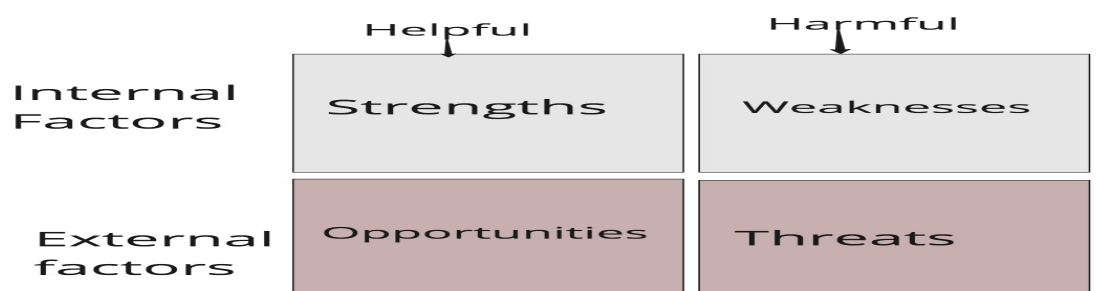 Helpful
Harmful
Internal
Factors
Strengths
Weaknesses
External
factors
Opportunities
Threats